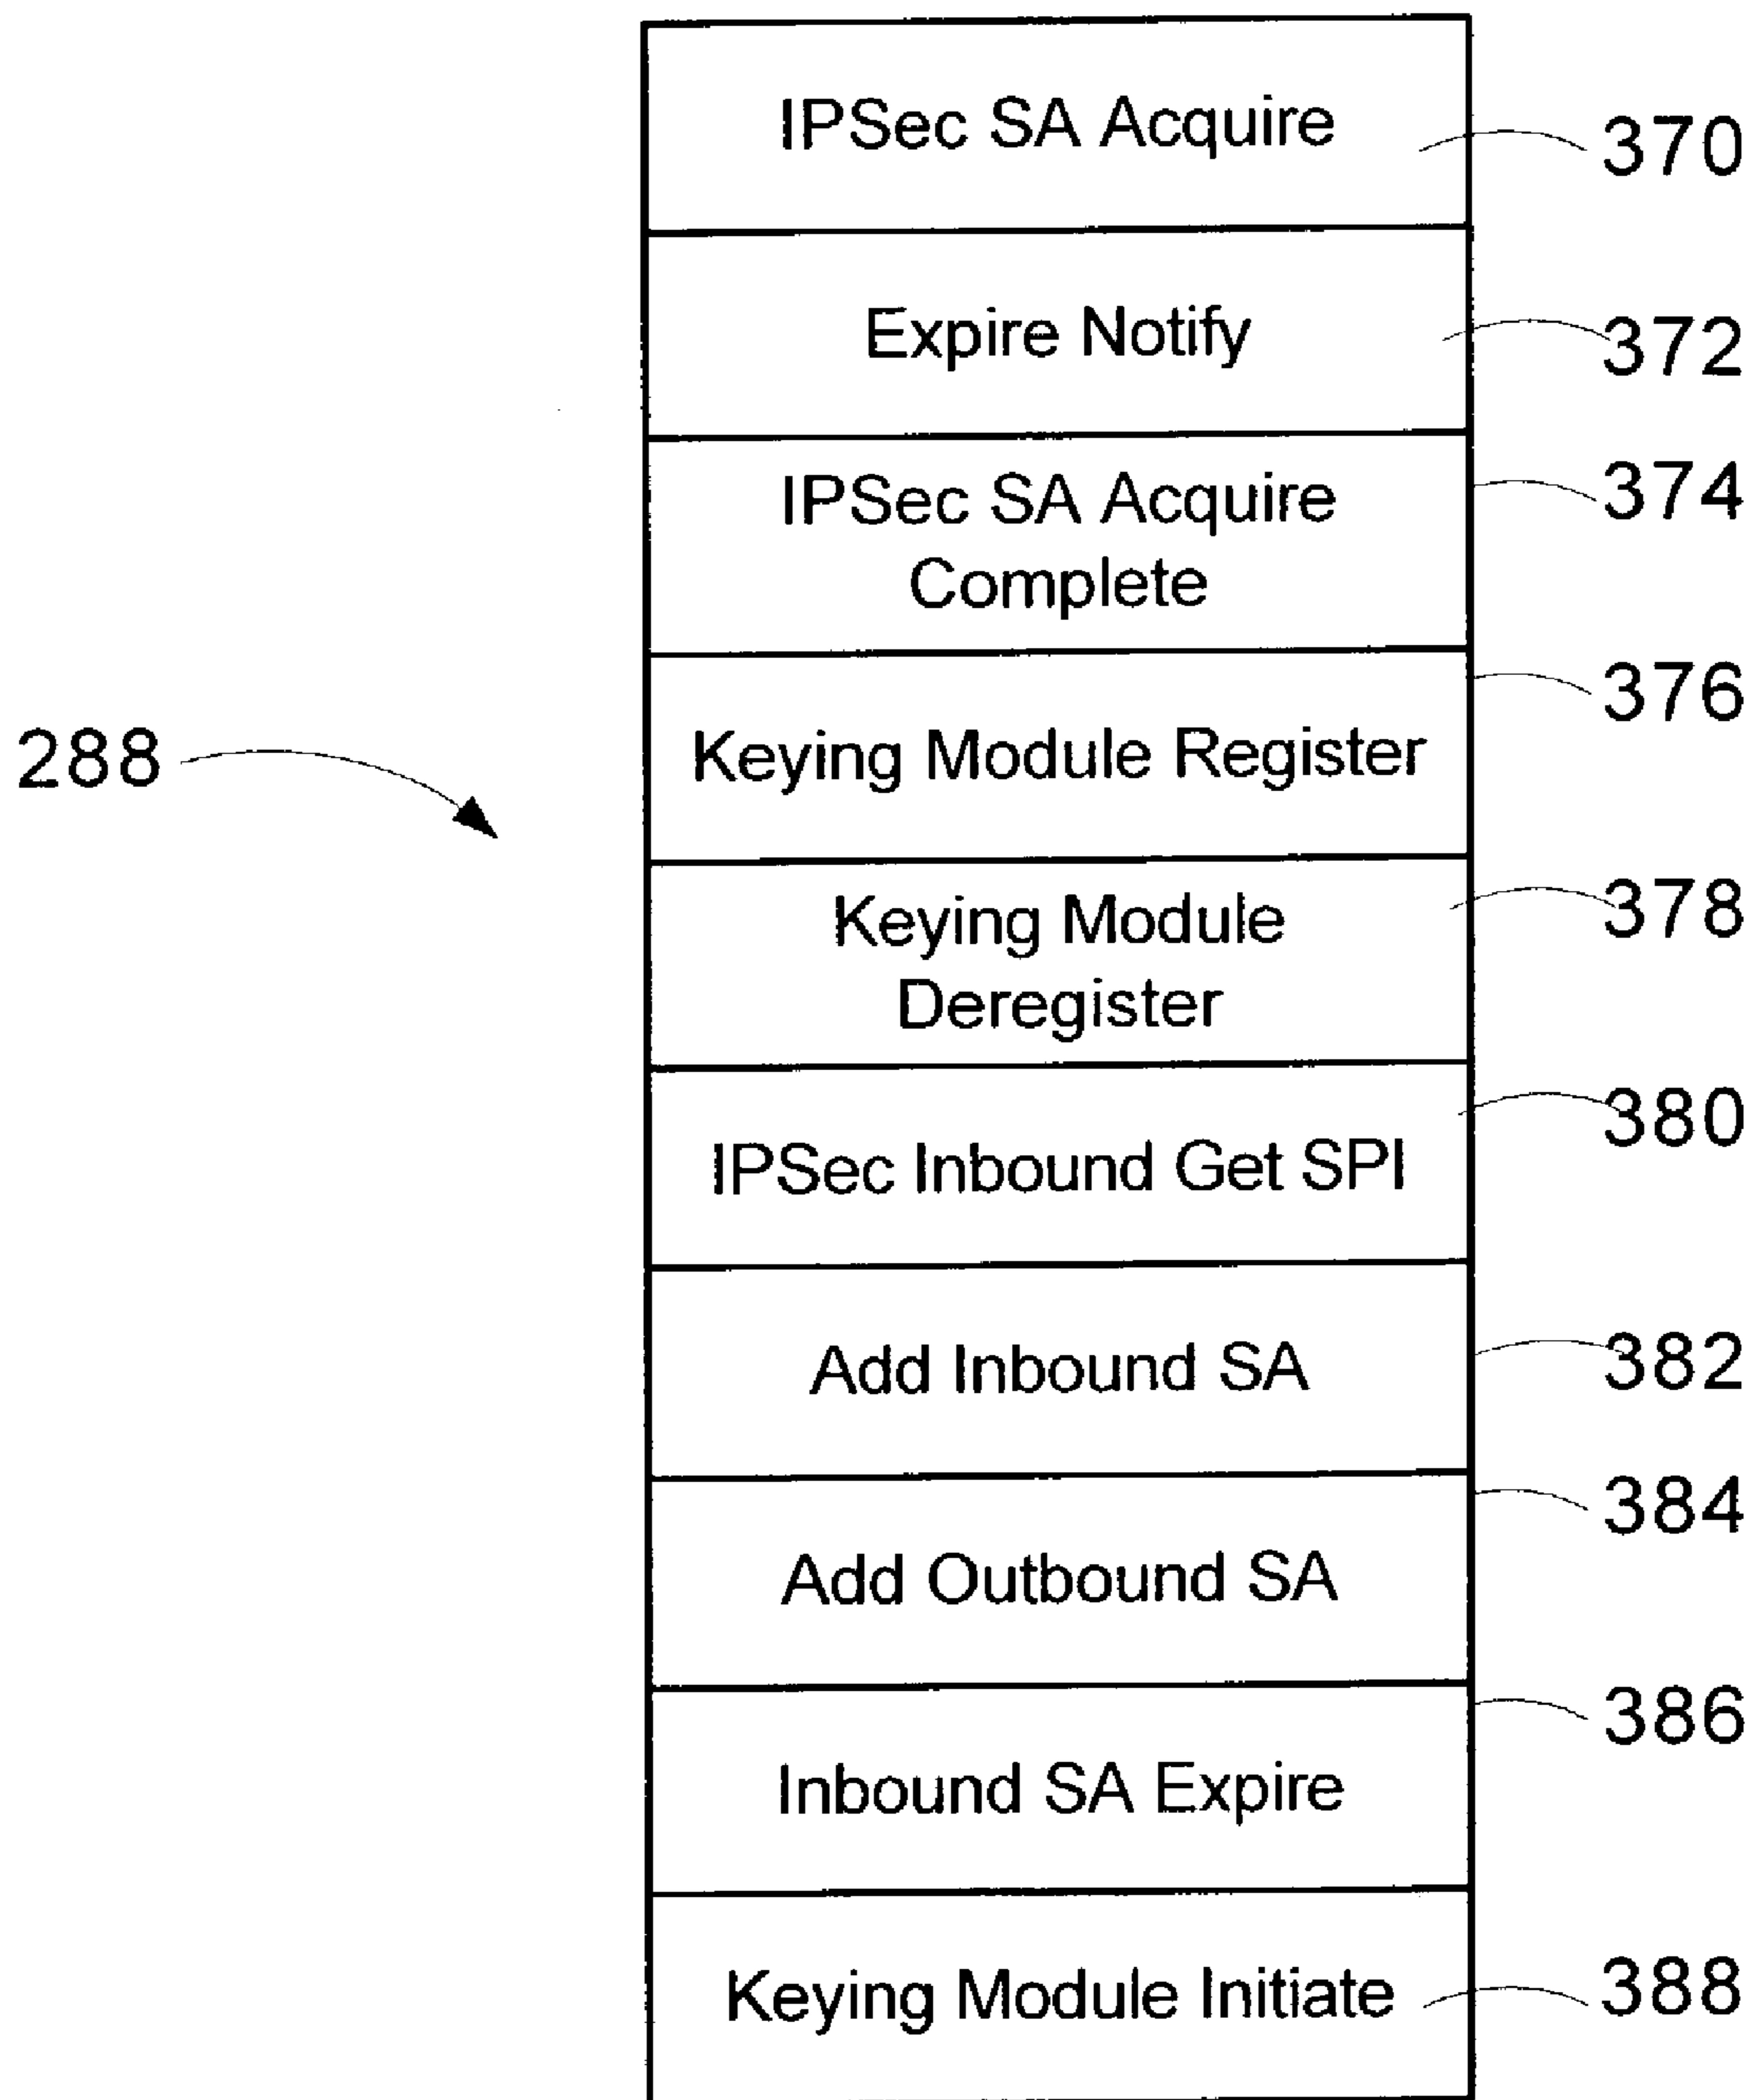 IPSec SA Acquire
370
Expire Notify
372
IPSec SA Acquire
Complete
374
Keying Module Register
376
288
Keying Module
Deregister
378
IPSec Inbound Get SPI
380
Add Inbound SA
382
Add Outbound SA
384
Inbound SA Expire
386
Keying Module Initiate
388